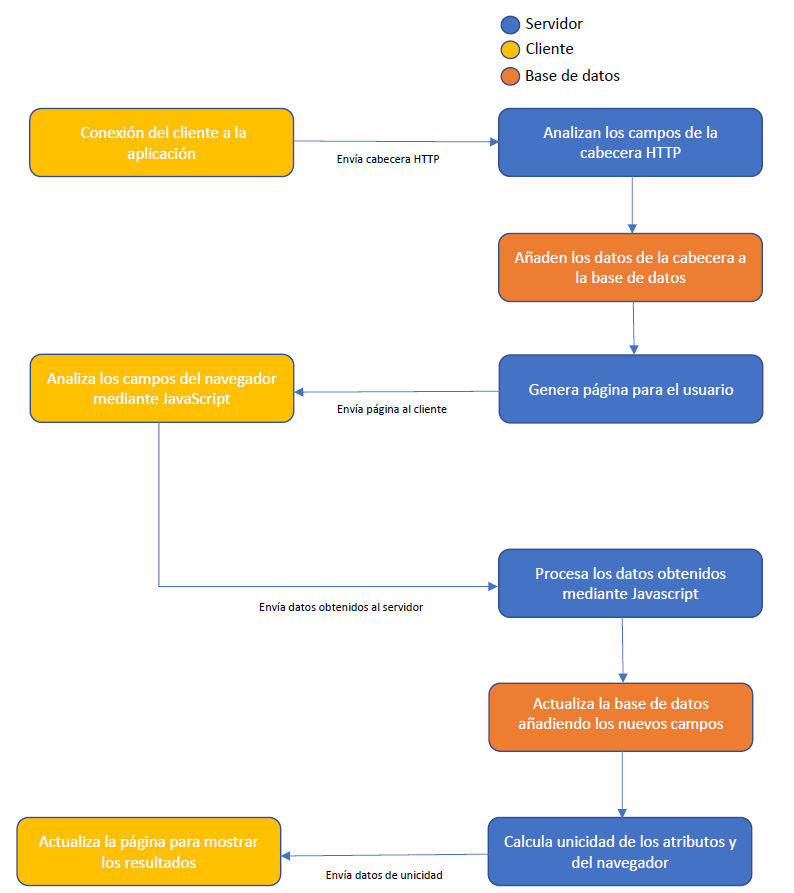 Servidor
Cliente
Base de datos
Conexión del cliente a la
aplicación
Envía cabecera HTTP
Analizan los campos de la
cabecera HTTP
Añaden los datos de la cabecera a
la base de datos
Genera página para el usuario
Envía página al cliente
Analiza los campos del navegador
mediante JavaScript
Envía datos obtenidos al servidor
Procesa los datos obtenidos
mediante Javascript
Actualiza la base de datos
añadiendo los nuevos campos
Calcula unicidad de los atributos y
del navegador
Envía datos de unicidad
Actualiza la página para mostrar
los resultados